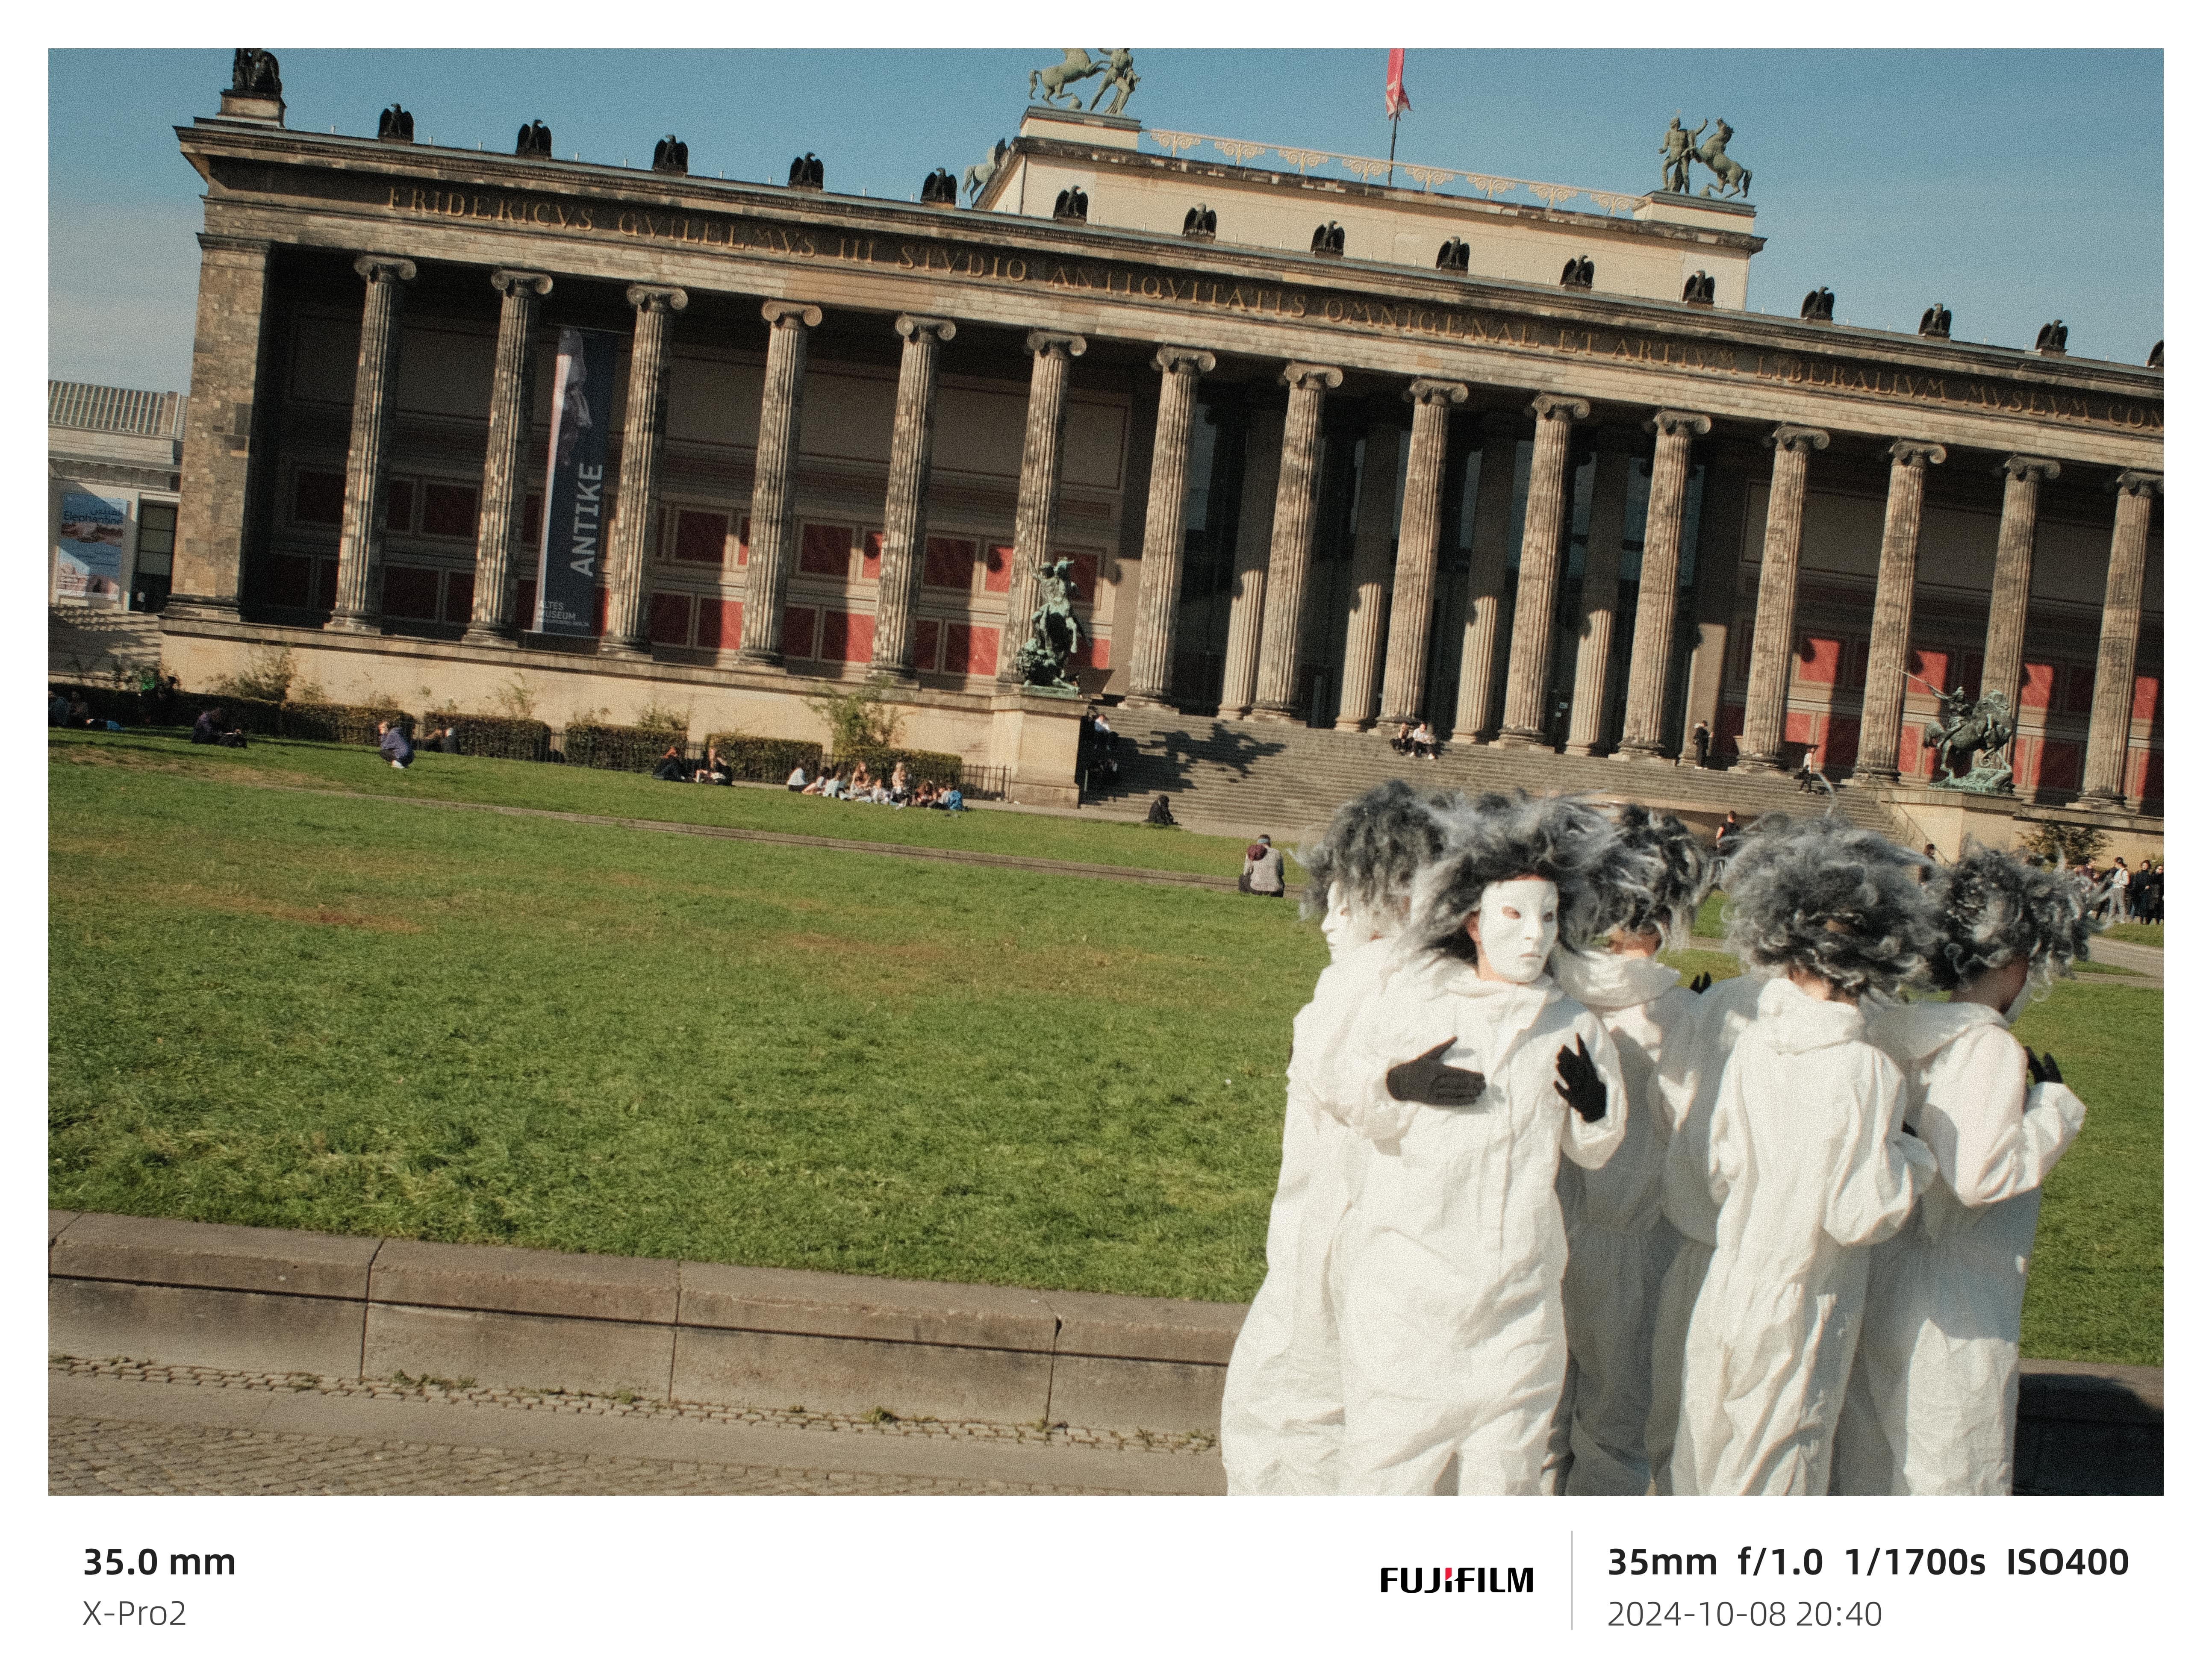 FRIDERICVS GVILELMVS III STVDIO ANTIQVITATIS OMNIGENAE ET ARTIVM LIBERALIVM MVSEVM CON
ANTIKE
ALTES
MUSEUM
Elephantine
35.0 mm
X-Pro2
FUJIFILM
35mm f/1.0 1/1700s ISO400
2024-10-08 20:40